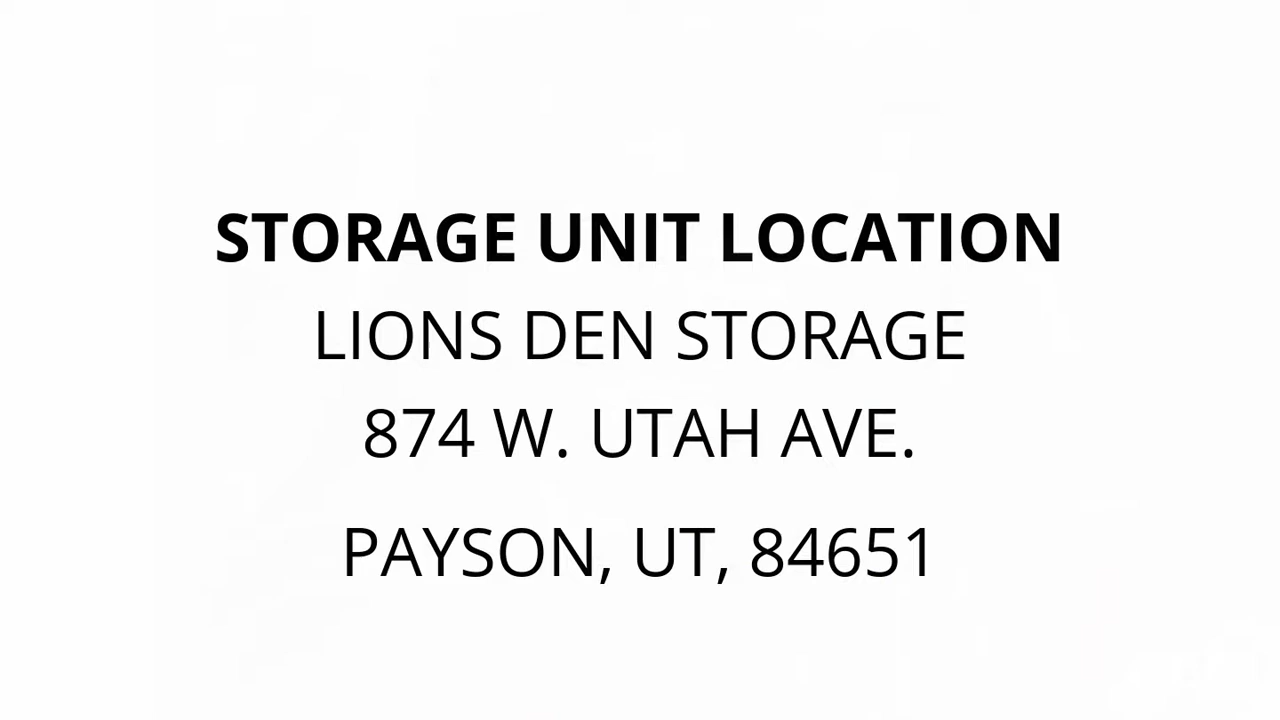 STORAGE UNIT LOCATION
LIONS DEN STORAGE
874 W. UTAH AVE.
PAYSON, UT, 84651